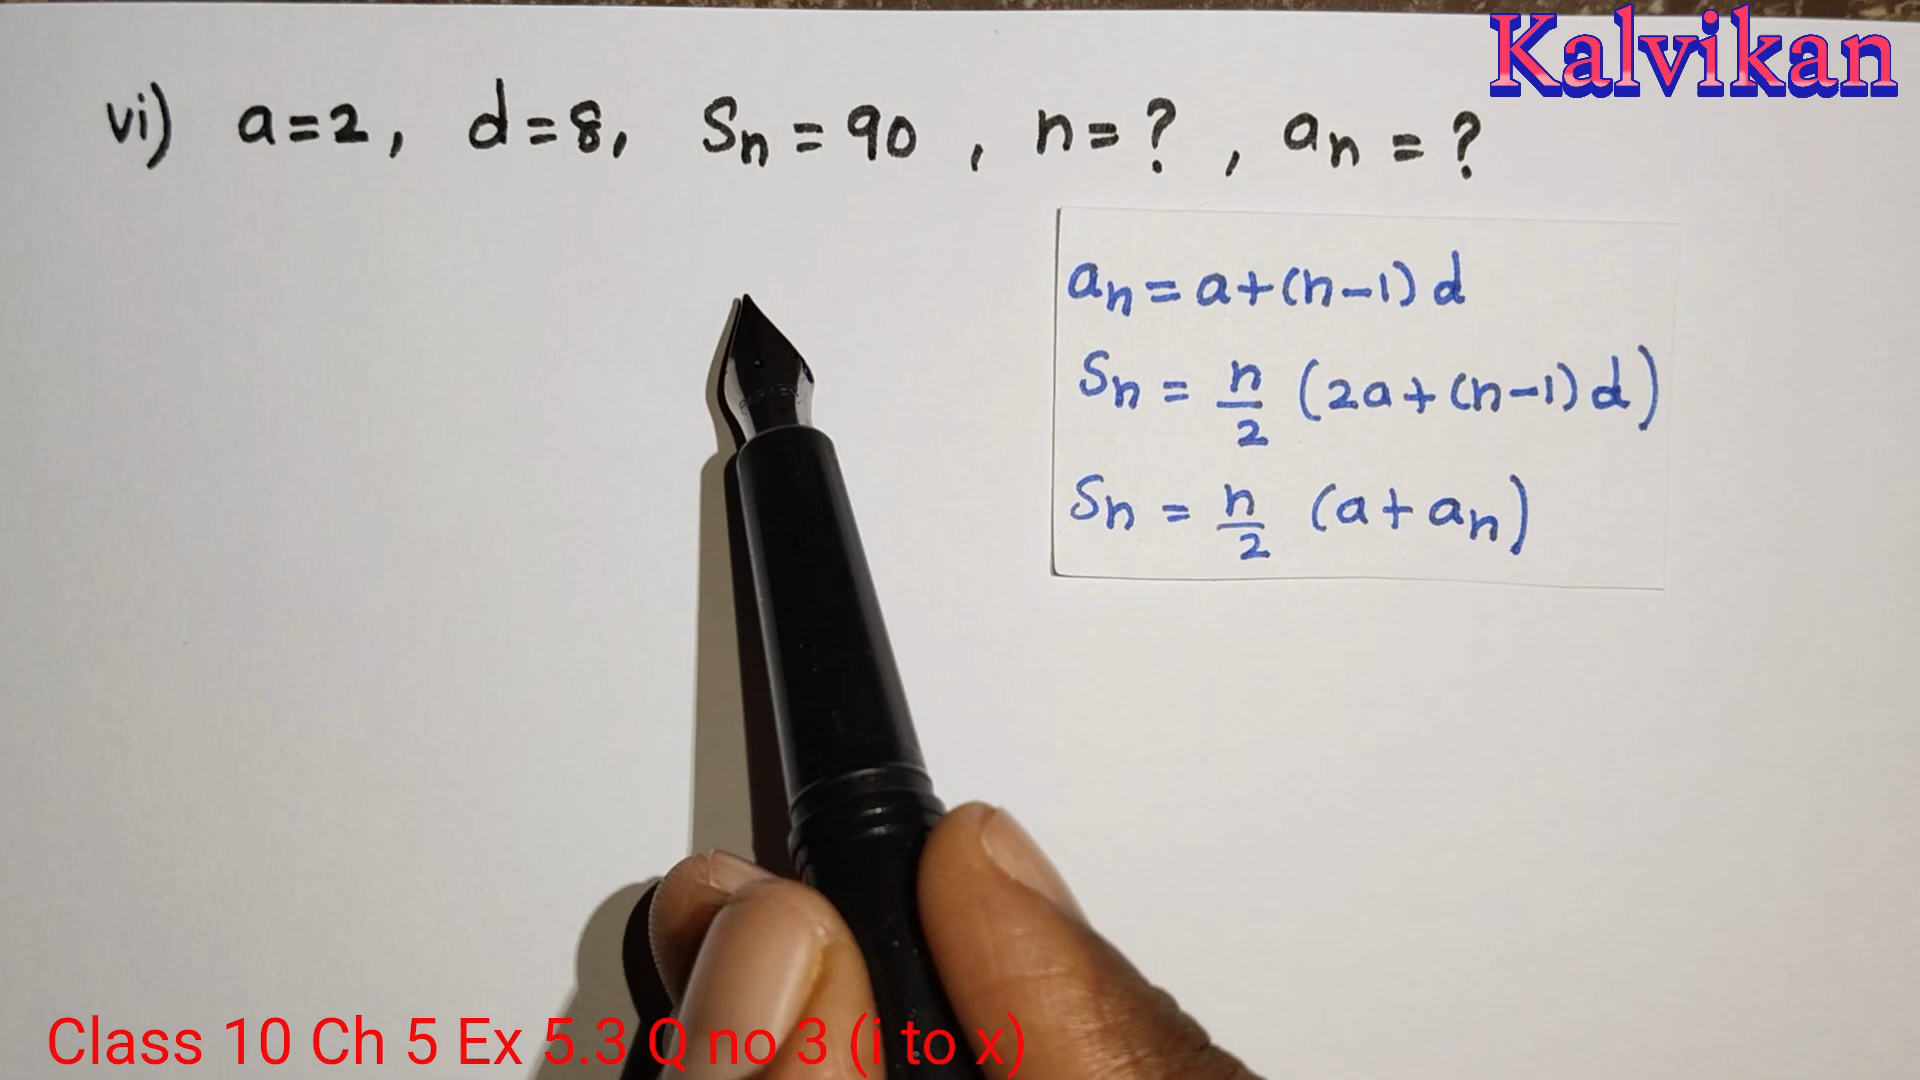 Kalvikan
vi) a=2, d=8, Sn = 90, n=?, an = ?
an = a+(n-1)d
Sn = n/2 (2a+(n-1)d)
Sn = n/2 (a+an)
Class 10 Ch 5 Ex 5.3 Q no 3 (i to x)